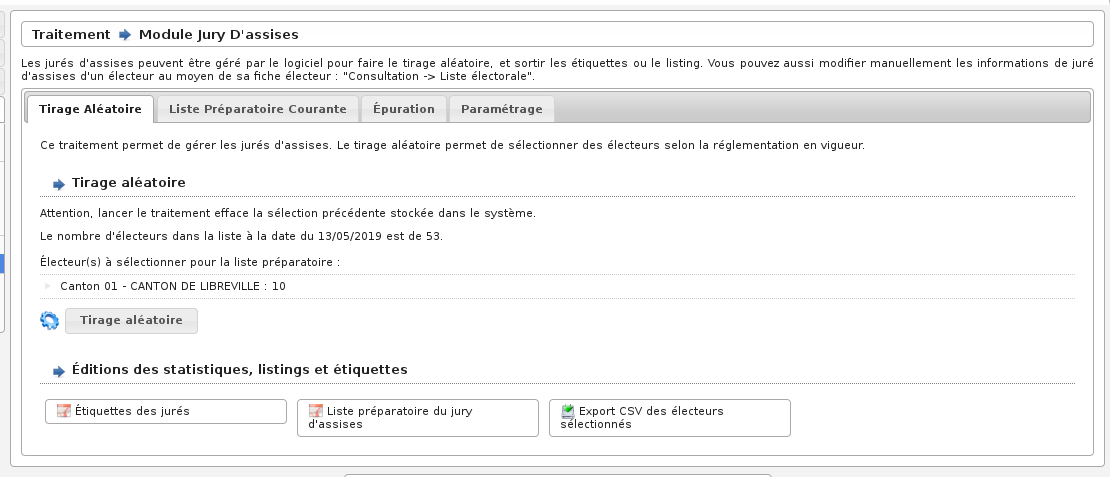 Traitement Module Jury D'assises
Les jurés d'assises peuvent être géré par le logiciel pour faire le tirage aléatoire, et sortir les étiquettes ou le listing. Vous pouvez aussi modifier manuellement les informations de juré
d'assises d'un électeur au moyen de sa fiche électeur : "Consultation -> Liste électorale".
Tirage Aléatoire Liste Préparatoire Courante Épuration Paramétrage
Ce traitement permet de gérer les jurés d'assises. Le tirage aléatoire permet de sélectionner des électeurs selon la réglementation en vigueur.
Tirage aléatoire
Attention, lancer le traitement efface la sélection précédente stockée dans le système.
Le nombre d'électeurs dans la liste à la date du 13/05/2019 est de 53.
Électeur(s) à sélectionner pour la liste préparatoire :
Canton 01 - CANTON DE LIBREVILLE : 10
Tirage aléatoire
Éditions des statistiques, listings et étiquettes
Étiquettes des jurés
Liste préparatoire du jury
d'assises
Export CSV des électeurs
sélectionnés